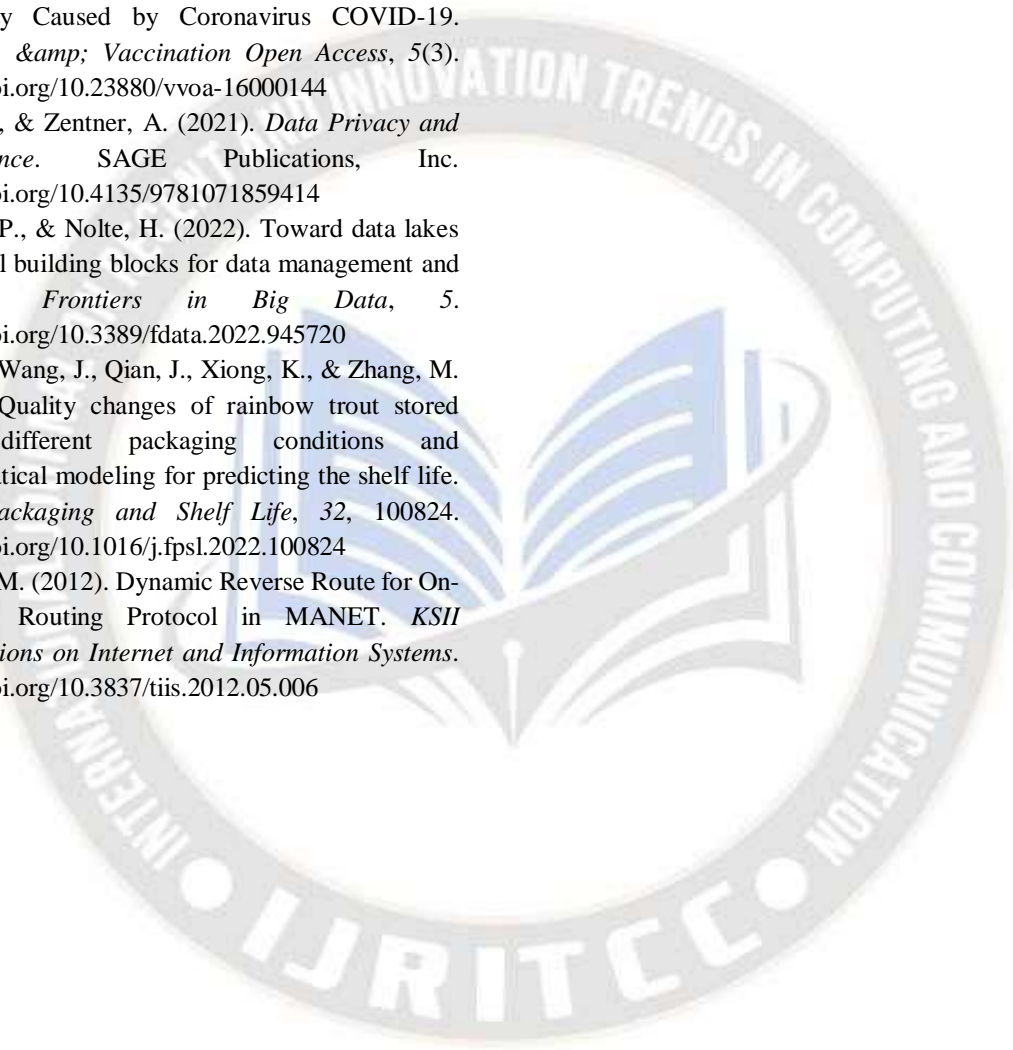 y Caused by Coronavirus COVID-19.
&amp; Vaccination Open Access, 5(3).
oi.org/10.23880/vvoa-16000144
, & Zentner, A. (2021). Data Privacy and
nce. SAGE Publications, Inc.
oi.org/10.4135/9781071859414
P., & Nolte, H. (2022). Toward data lakes
l building blocks for data management and
Frontiers in Big Data, 5.
oi.org/10.3389/fdata.2022.945720
Wang, J., Qian, J., Xiong, K., & Zhang, M.
Quality changes of rainbow trout stored
different packaging conditions and
tical modeling for predicting the shelf life.
ackaging and Shelf Life, 32, 100824.
oi.org/10.1016/j.fpsl.2022.100824
M. (2012). Dynamic Reverse Route for On-
Routing Protocol in MANET. KSII
ions on Internet and Information Systems.
oi.org/10.3837/tiis.2012.05.006
INTERNATIONAL JOURNAL ON RECENT AND INNOVATION TRENDS IN COMPUTING AND COMMUNICATION
IJRITCC